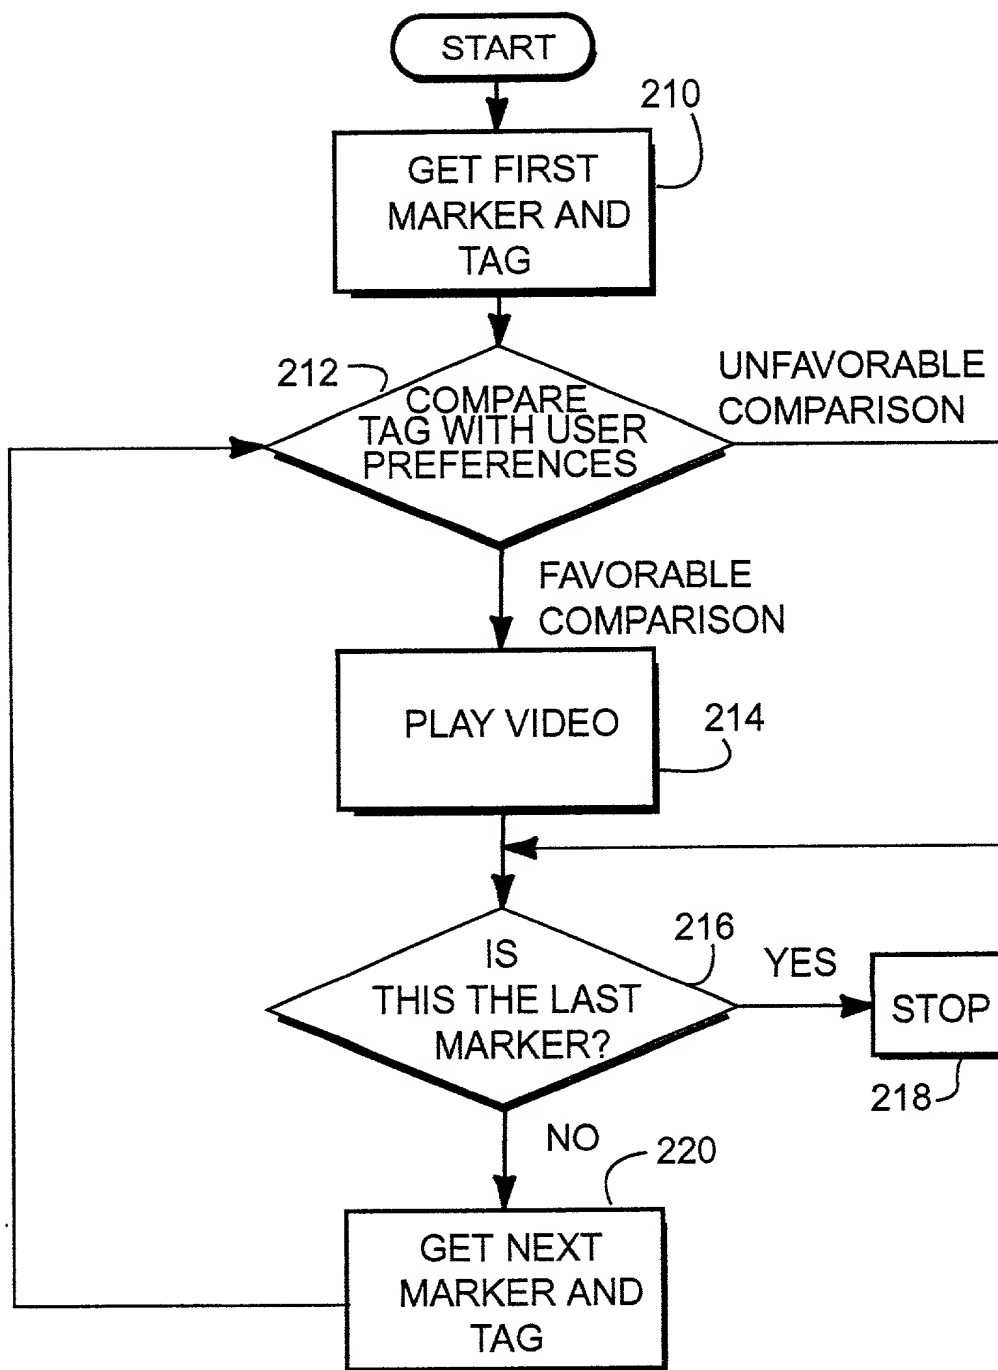 START
210
GET FIRST
MARKER AND
TAG
212
COMPARE
TAG WITH USER
PREFERENCES
UNFAVORABLE
COMPARISON
FAVORABLE
COMPARISON
PLAY VIDEO
214
IS
THIS THE LAST
MARKER?
216
YES
STOP
218
NO
220
GET NEXT
MARKER AND
TAG